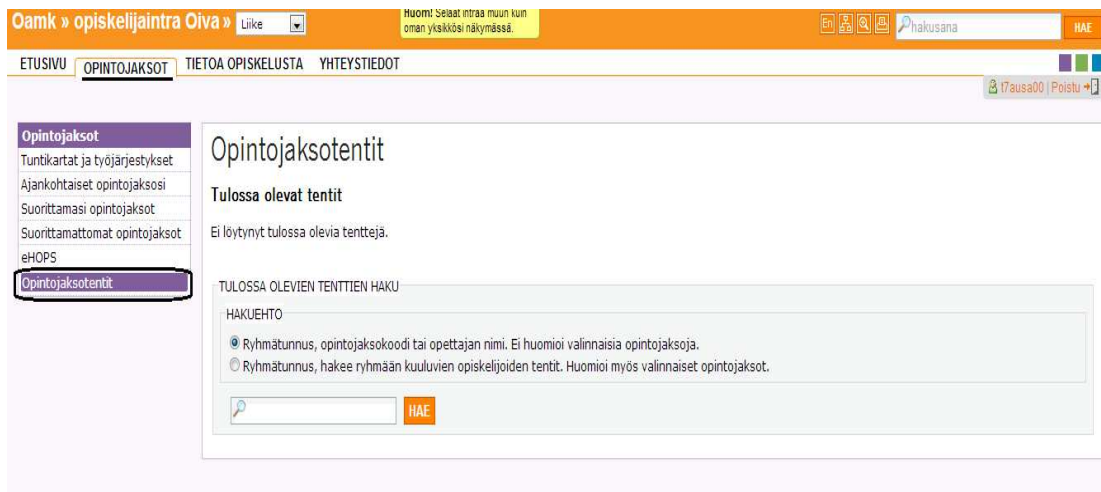 Oamk » opiskelijaintra Oiva » Liike
Huom! Selaat intraa muun kuin
oman yksikkösi näkymässä.
En
hakusana
HAE
ETUSIVU OPINTOJAKSOT TIETOA OPISKELUSTA YHTEYSTIEDOT
t7ausa00 | Poistu
Opintojaksot
Tuntikartat ja työjärjestykset
Ajankohtaiset opintojaksosi
Suorittamasi opintojaksot
Suorittamattomat opintojaksot
eHOPS
Opintojaksotentit
Opintojaksotentit
Tulossa olevat tentit
Ei löytynyt tulossa olevia tenttejä.
TULOSSA OLEVIEN TENTTIEN HAKU
HAKUEHTO
Ryhmätunnus, opintojaksokoodi tai opettajan nimi. Ei huomioi valinnaisia opintojaksoja.
Ryhmätunnus, hakee ryhmään kuuluvien opiskelijoiden tentit. Huomioi myös valinnaiset opintojaksot.
HAE